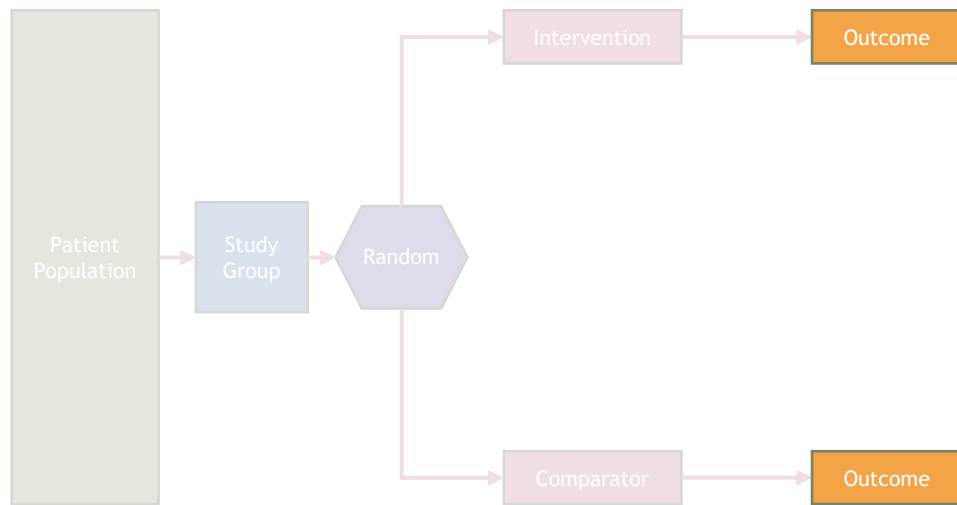 Patient
Population
Study
Group
Random
Intervention
Outcome
Comparator
Outcome